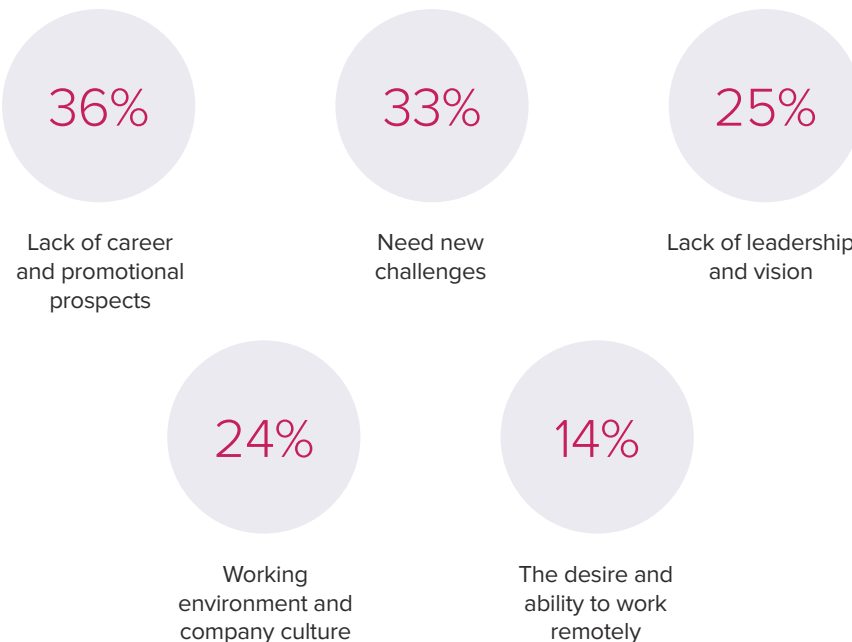 36%
33%
25%
Lack of career
and promotional
prospects
Need new
challenges
Lack of leadership
and vision
24%
14%
Working
environment and
company culture
The desire and
ability to work
remotely